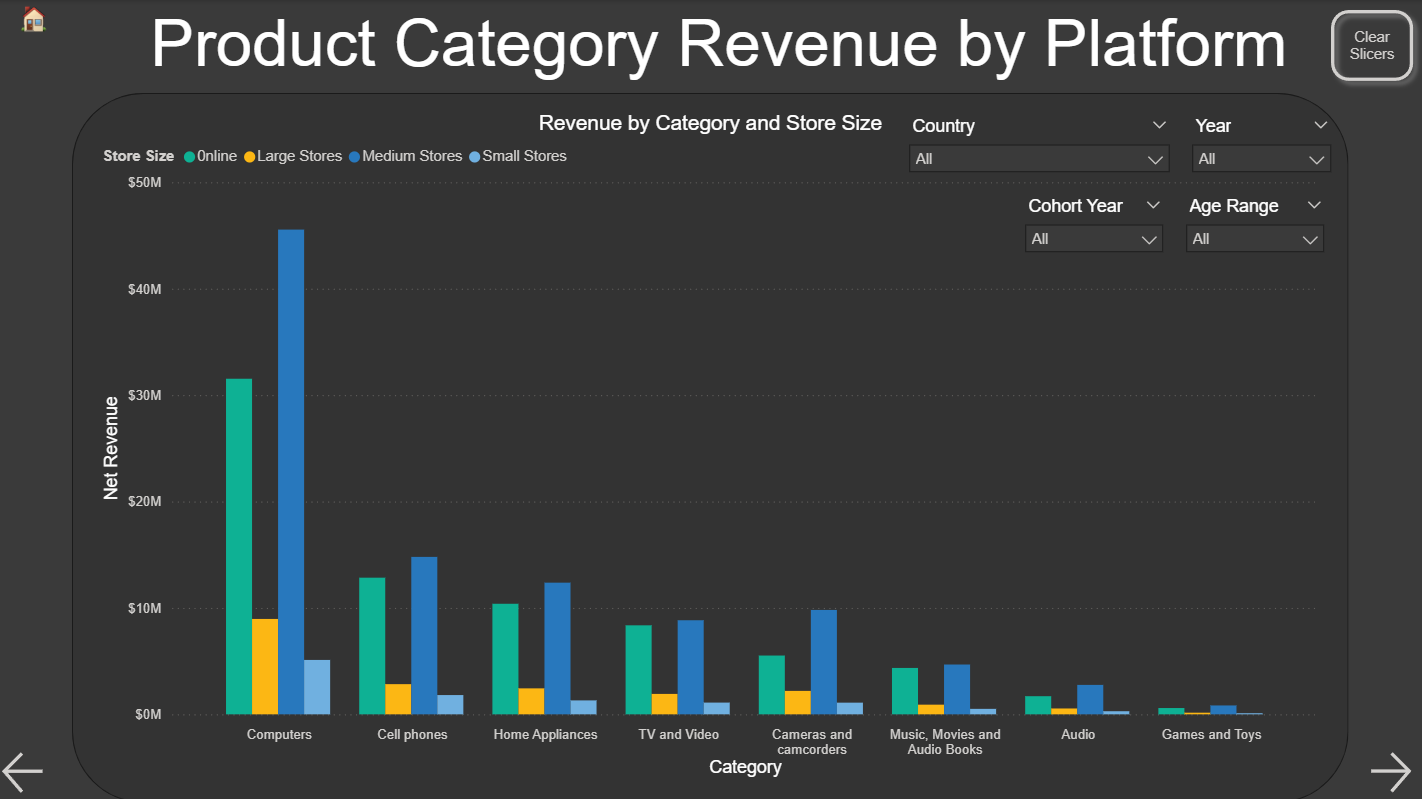 Product Category Revenue by Platform
Clear
Slicers
Revenue by Category and Store Size
Country
Year
Store Size 0nline Large Stores Medium Stores Small Stores
All
All
Cohort Year
Age Range
All
All
$50M
$40M
$30M
$20M
$10M
$0M
Net Revenue
Computers
Cell phones
Home Appliances
TV and Video
Cameras and
camcorders
Music, Movies and
Audio Books
Audio
Games and Toys
Category